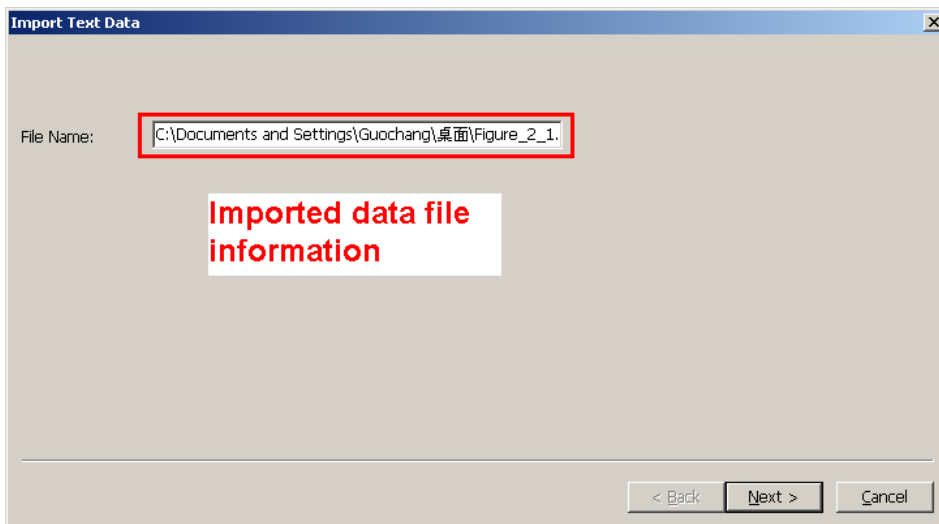 Import Text Data
File Name:
C:\Documents and Settings\Guochang\桌面\Figure_2_1.
Imported data file
information
< Back
Next >
Cancel